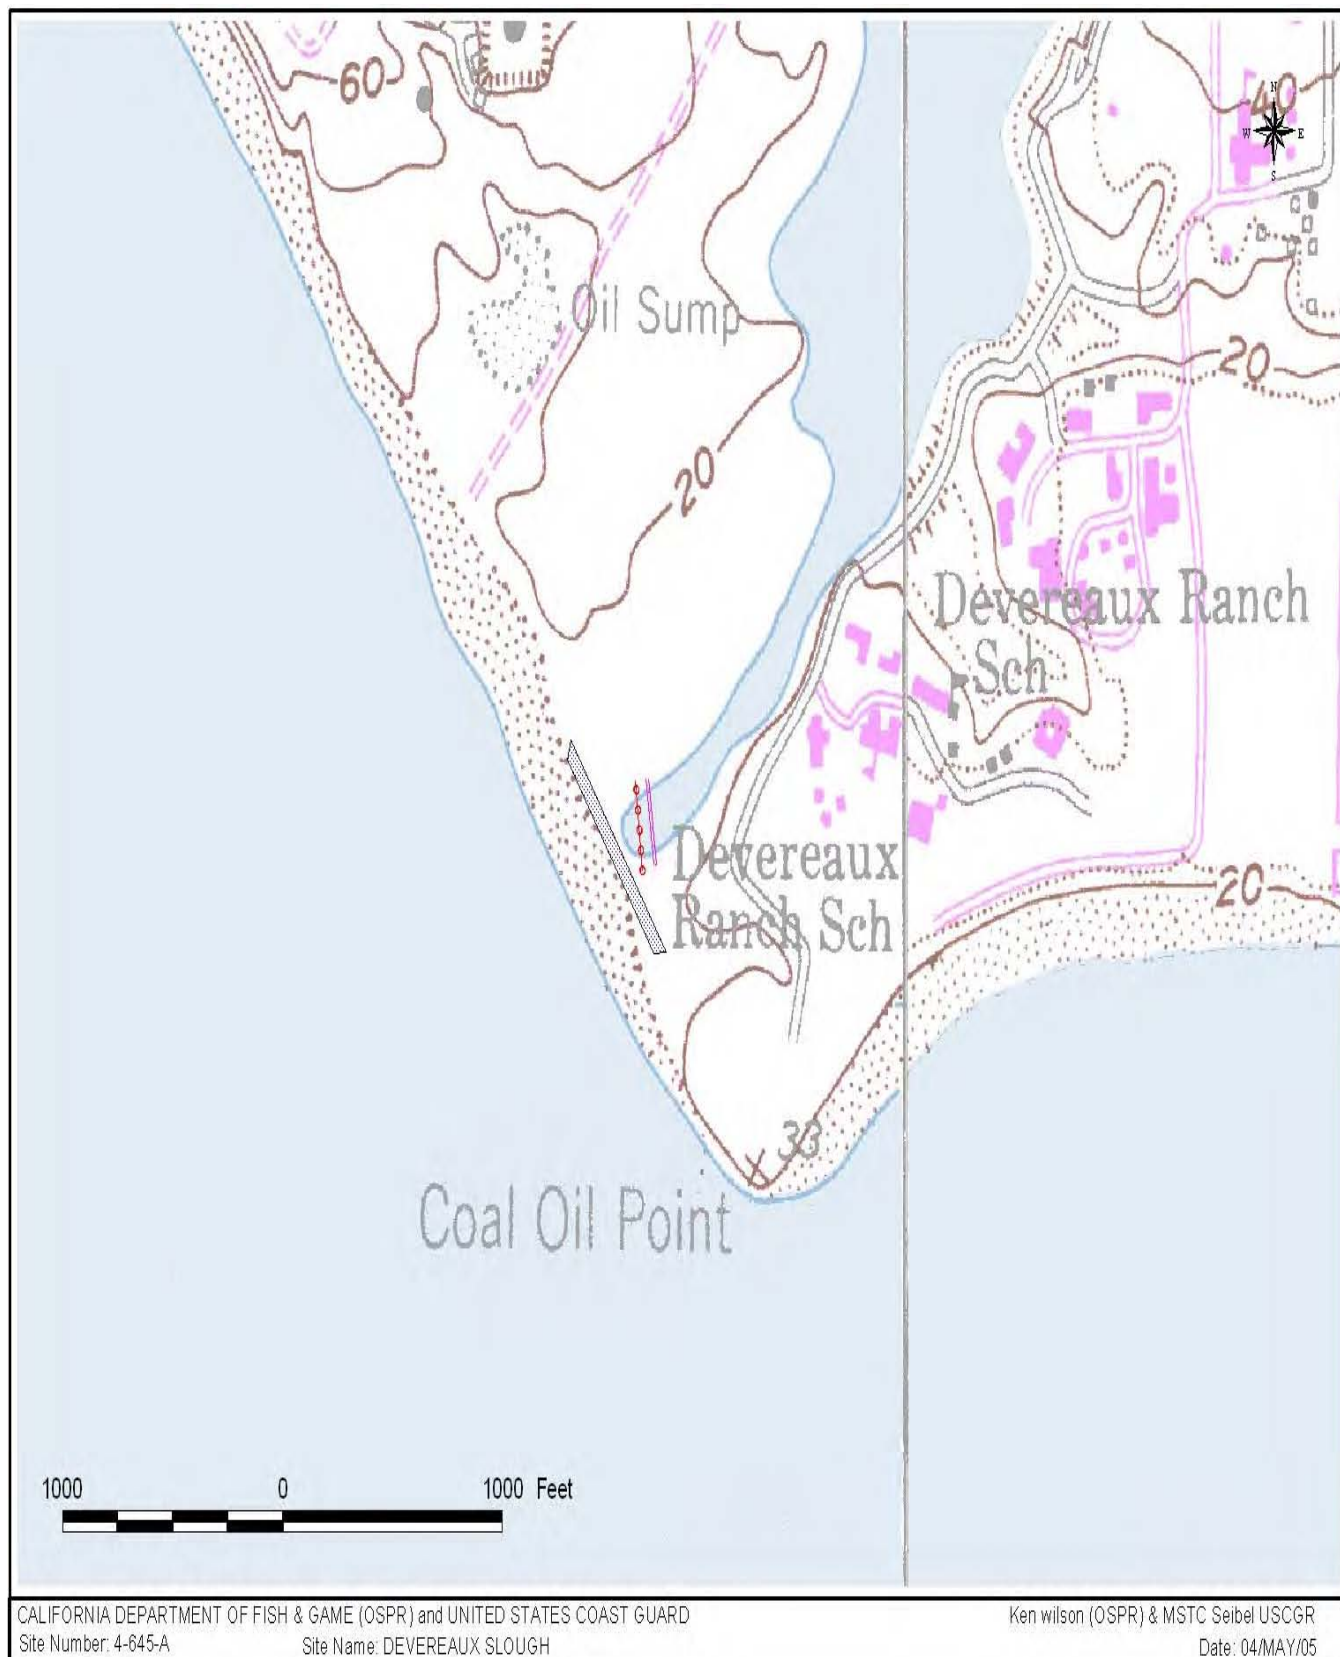 60
40
N
W E
S
Oil Sump
20
20
Devereaux Ranch
Sch
Devereaux
Ranch Sch
20
33
Coal Oil Point
1000 0 1000 Feet
CALIFORNIA DEPARTMENT OF FISH & GAME (OSPR) and UNITED STATES COAST GUARD
Ken wilson (OSPR) & MSTC Seibel USCGR
Site Number: 4-645-A
Site Name: DEVEREAUX SLOUGH
Date: 04/MAY/05